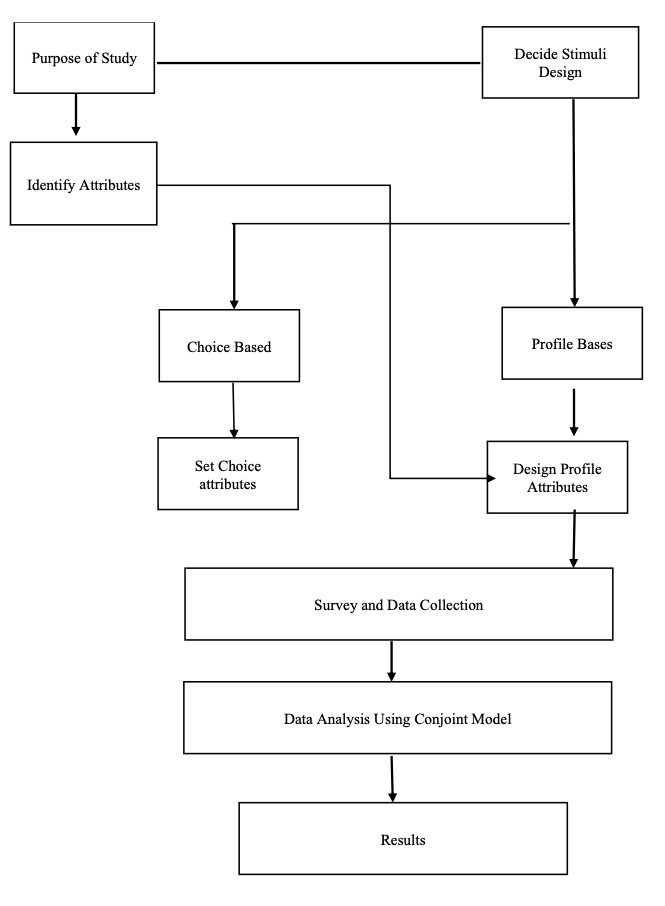 Purpose of Study
Decide Stimuli
Design
Identify Attributes
Choice Based
Profile Bases
Set Choice
attributes
Design Profile
Attributes
Survey and Data Collection
Data Analysis Using Conjoint Model
Results